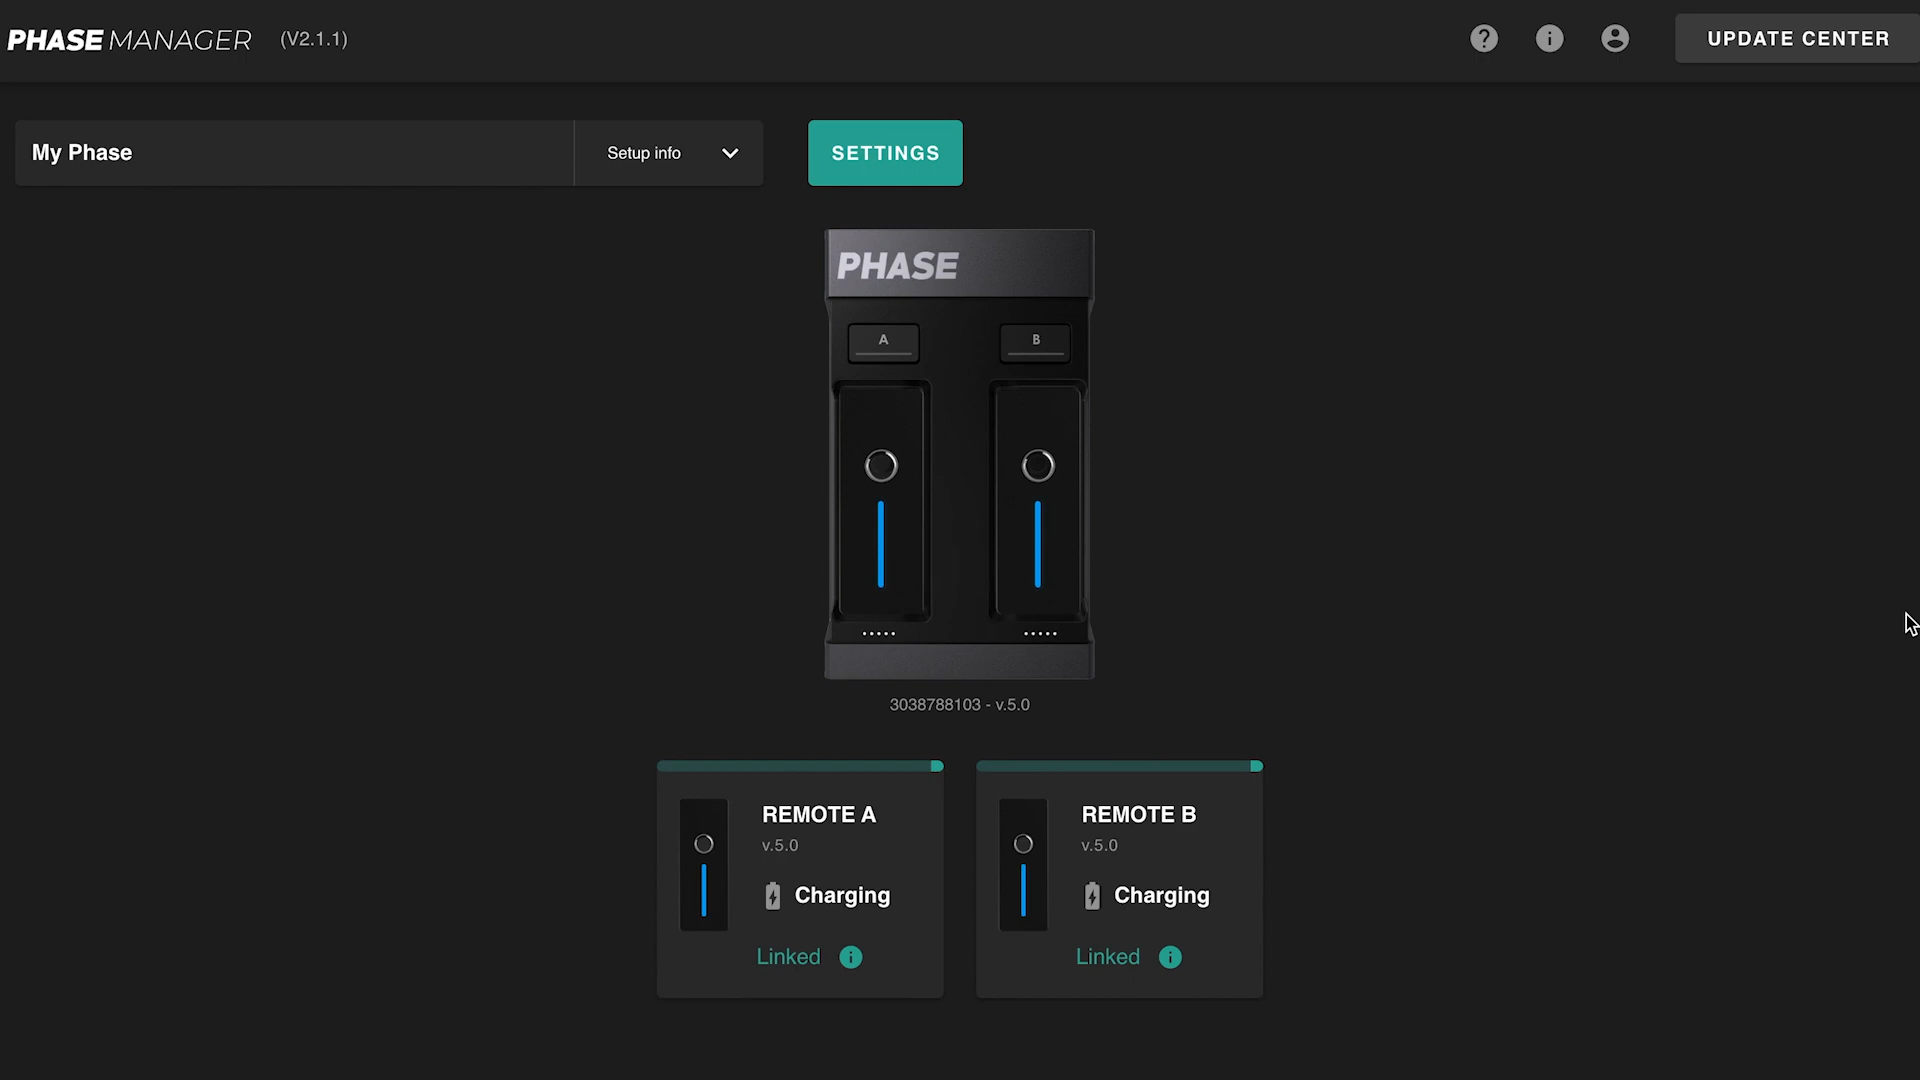 PHASE MANAGER (V2.1.1)
UPDATE CENTER
My Phase
Setup info
SETTINGS
PHASE
A B
3038788103 - v.5.0
REMOTE A
v.5.0
Charging
Linked
REMOTE B
v.5.0
Charging
Linked